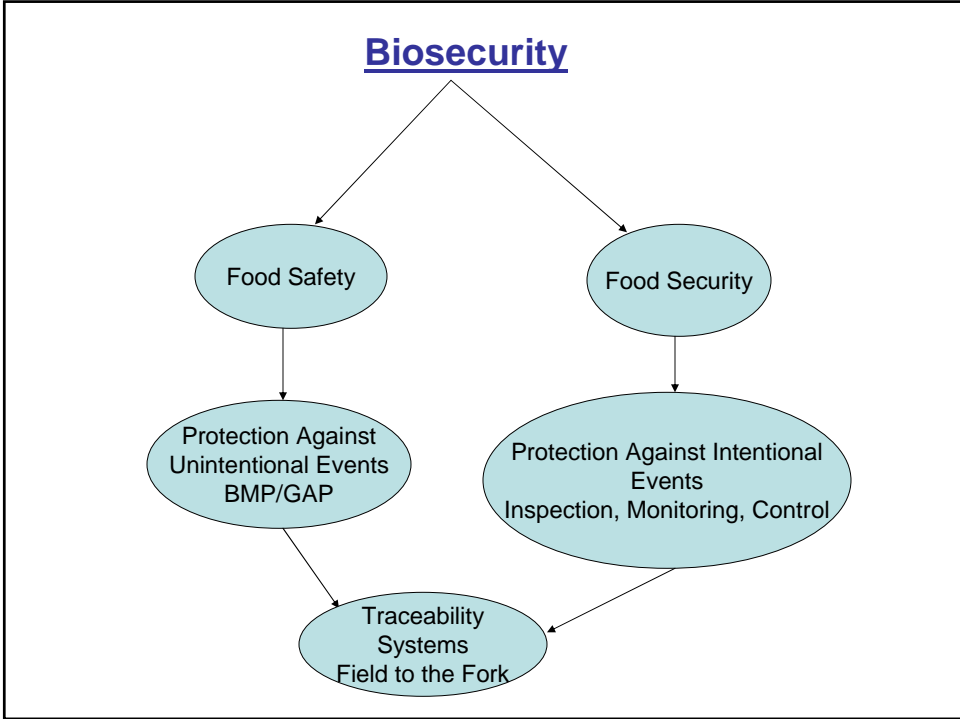 Biosecurity
Food Safety
Food Security
Protection Against
Unintentional Events
BMP/GAP
Protection Against Intentional
Events
Inspection, Monitoring, Control
Traceability
Systems
Field to the Fork